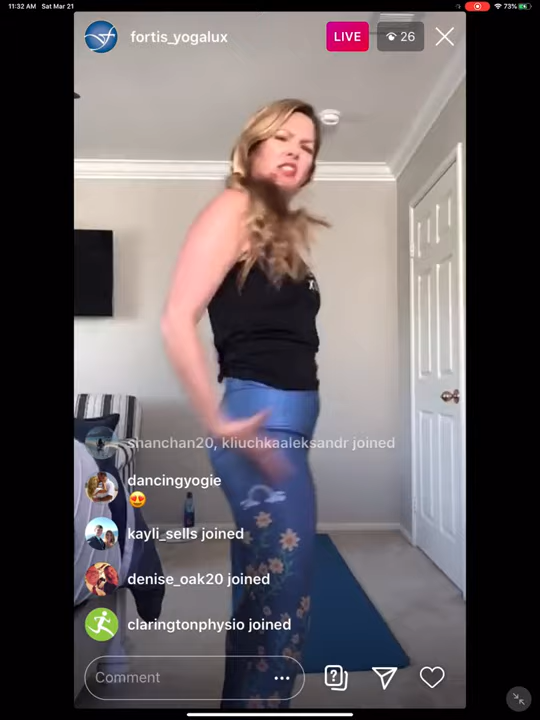 11:32 AM Sat Mar 21
73%
fortis_yogalux
LIVE
26
shanchan20, kliuchkaaleksandr joined
dancingyogie
😍
kayli_sells joined
denise_oak20 joined
claringtonphysio joined
Comment